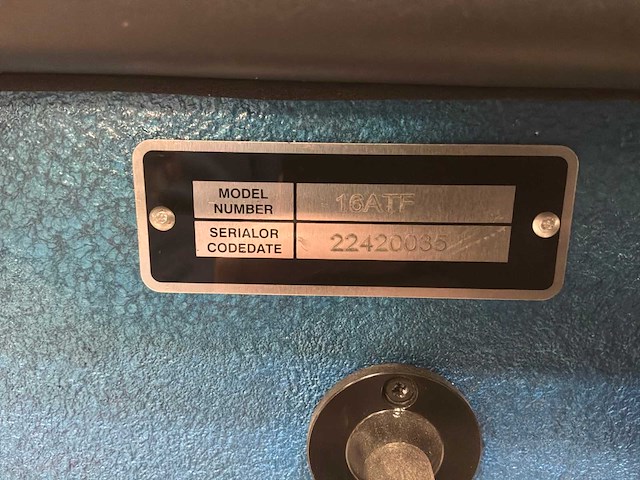 MODEL
NUMBER
16ATF
SERIALOR
CODEDATE
22420035